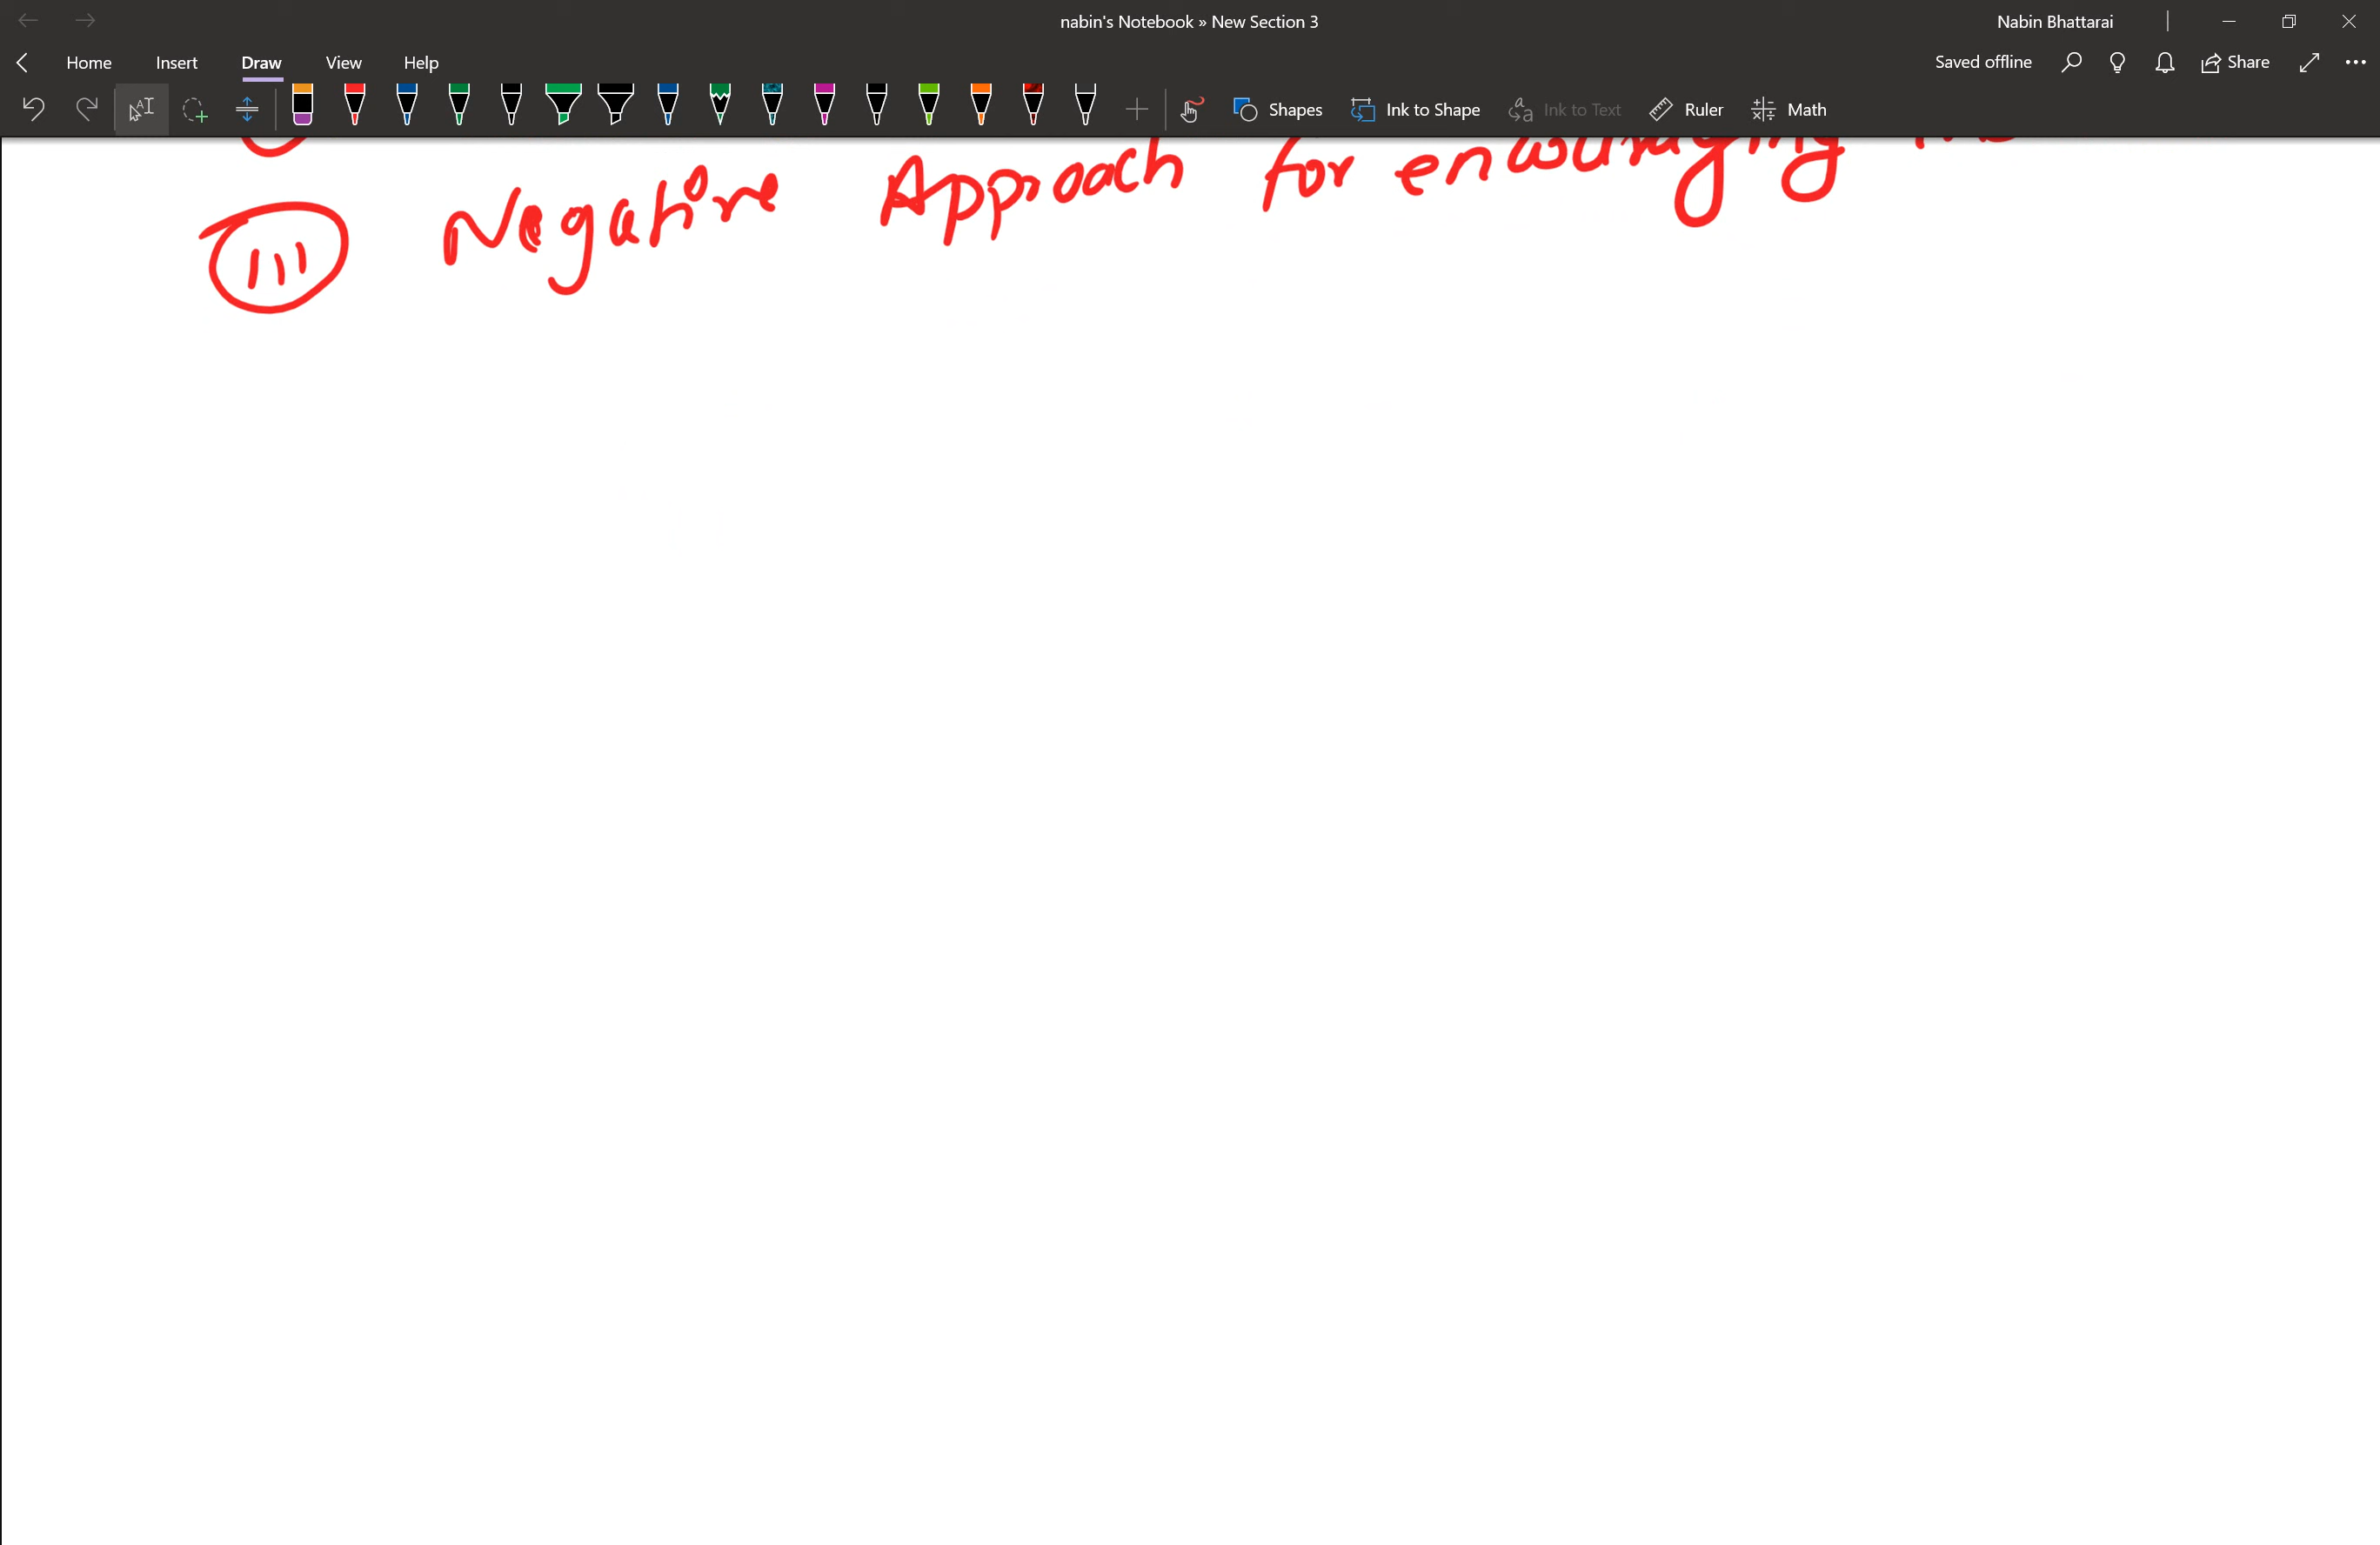 nabin's Notebook » New Section 3
Nabin Bhattarai
Home Insert Draw View Help
Saved offline
Share
Shapes Ink to Shape Ink to Text Ruler Math
III Negative Approach for encouraging